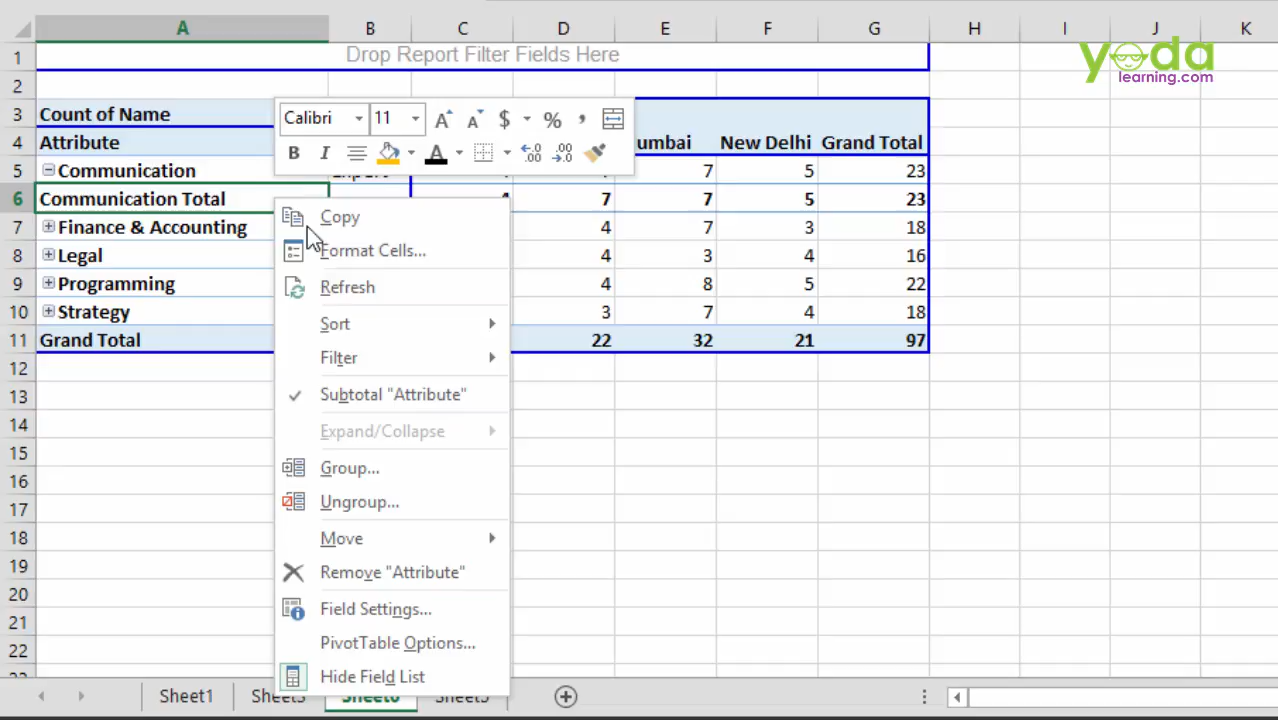 A B C D E F G H I J K
1 Drop Report Filter Fields Here
yoda
learning.com
2
3 Count of Name
Calibri 11 $ % ,
4 Attribute umbai New Delhi Grand Total
B I A .00 .00
5 Communication 7 5 23
6 Communication Total 7 7 5 23
7 Finance & Accounting 4 7 3 18
8 Legal 4 3 4 16
9 Programming 4 8 5 22
10 Strategy 3 7 4 18
11 Grand Total 22 32 21 97
12
13
14
15
16
17
18
19
20
21
22
Copy
Format Cells...
Refresh
Sort
Filter
Subtotal "Attribute"
Expand/Collapse
Group...
Ungroup...
Move
Remove "Attribute"
Field Settings...
PivotTable Options...
Hide Field List
Sheet1 Sheet6